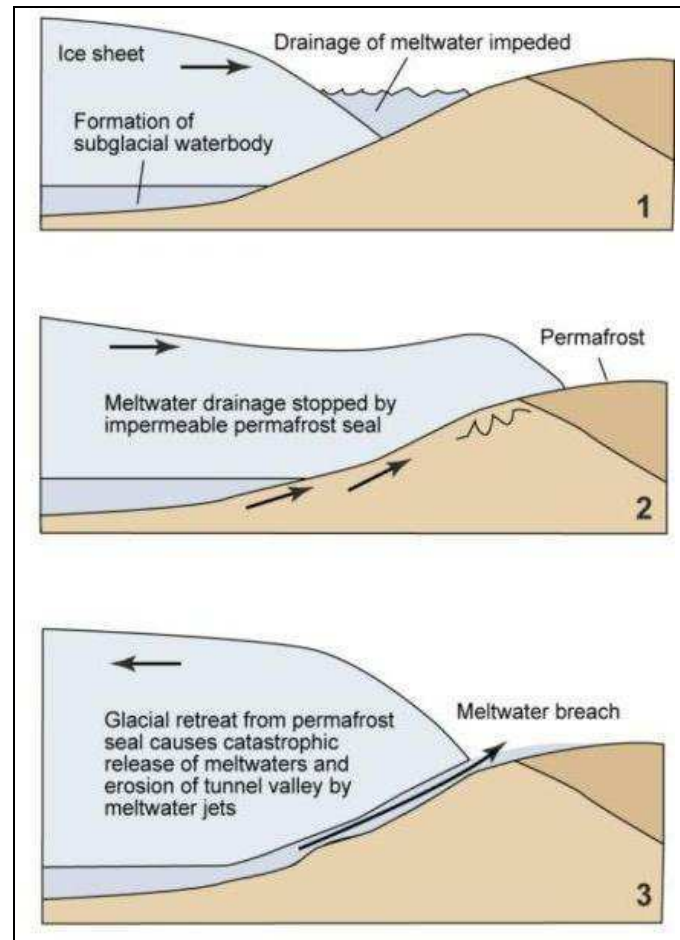 Drainage of meltwater impeded
Ice sheet
Formation of
subglacial waterbody
1
Permafrost
Meltwater drainage stopped by
impermeable permafrost seal
2
Meltwater breach
Glacial retreat from permafrost
seal causes catastrophic
release of meltwaters and
erosion of tunnel valley by
meltwater jets
3